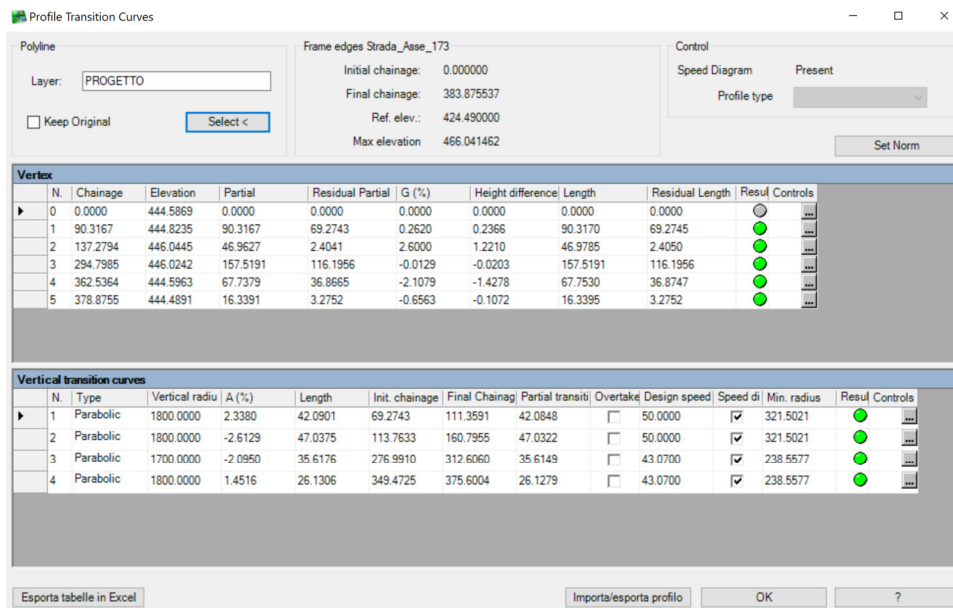 Profile Transition Curves
Polyline
Layer: PROGETTO
Keep Original Select <
Frame edges Strada_Asse_173
Initial chainage: 0.000000
Final chainage: 383.875537
Ref. elev.: 424.490000
Max elevation 466.041462
Control
Speed Diagram Present
Profile type
Set Norm
Vertex
N. Chainage Elevation Partial Residual Partial G (%) Height difference Length Residual Length Resul Controls
0 0.0000 444.5869 0.0000 0.0000 0.0000 0.0000 0.0000 0.0000 ...
1 90.3167 444.8235 90.3167 69.2743 0.2620 0.2366 90.3170 69.2745 ...
2 137.2794 446.0445 46.9627 2.4041 2.6000 1.2210 46.9785 2.4050 ...
3 294.7985 446.0242 157.5191 116.1956 -0.0129 -0.0203 157.5191 116.1956 ...
4 362.5364 444.5963 67.7379 36.8665 -2.1079 -1.4278 67.7530 36.8747 ...
5 378.8755 444.4891 16.3391 3.2752 -0.6563 -0.1072 16.3395 3.2752 ...
Vertical transition curves
N. Type Vertical radiu A (%) Length Init. chainage Final Chainag Partial transiti Overtake Design speed Speed di Min. radius Resul Controls
1 Parabolic 1800.0000 2.3380 42.0901 69.2743 111.3591 42.0848 50.0000 321.5021 ...
2 Parabolic 1800.0000 -2.6129 47.0375 113.7633 160.7955 47.0322 50.0000 321.5021 ...
3 Parabolic 1700.0000 -2.0950 35.6176 276.9910 312.6060 35.6149 43.0700 238.5577 ...
4 Parabolic 1800.0000 1.4516 26.1306 349.4725 375.6004 26.1279 43.0700 238.5577 ...
Esporta tabelle in Excel Importa/esporta profilo OK ?